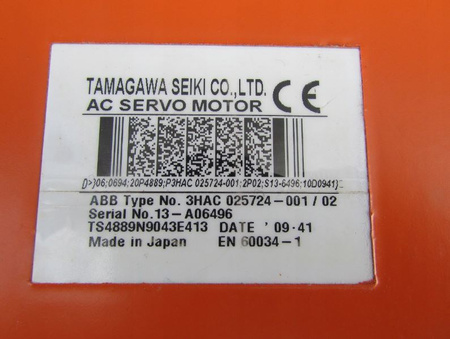 TAMAGAWA SEIKI CO.,LTD.
AC SERVO MOTOR CE
[)>}06;0694;20P4889;P3HAC 025724-001;2P02;S13-6496;10D0941}
ABB Type No. 3HAC 025724-001 / 02
Serial No.13-A06496
TS4889N9043E413 DATE ' 09・41
Made in Japan EN 60034-1